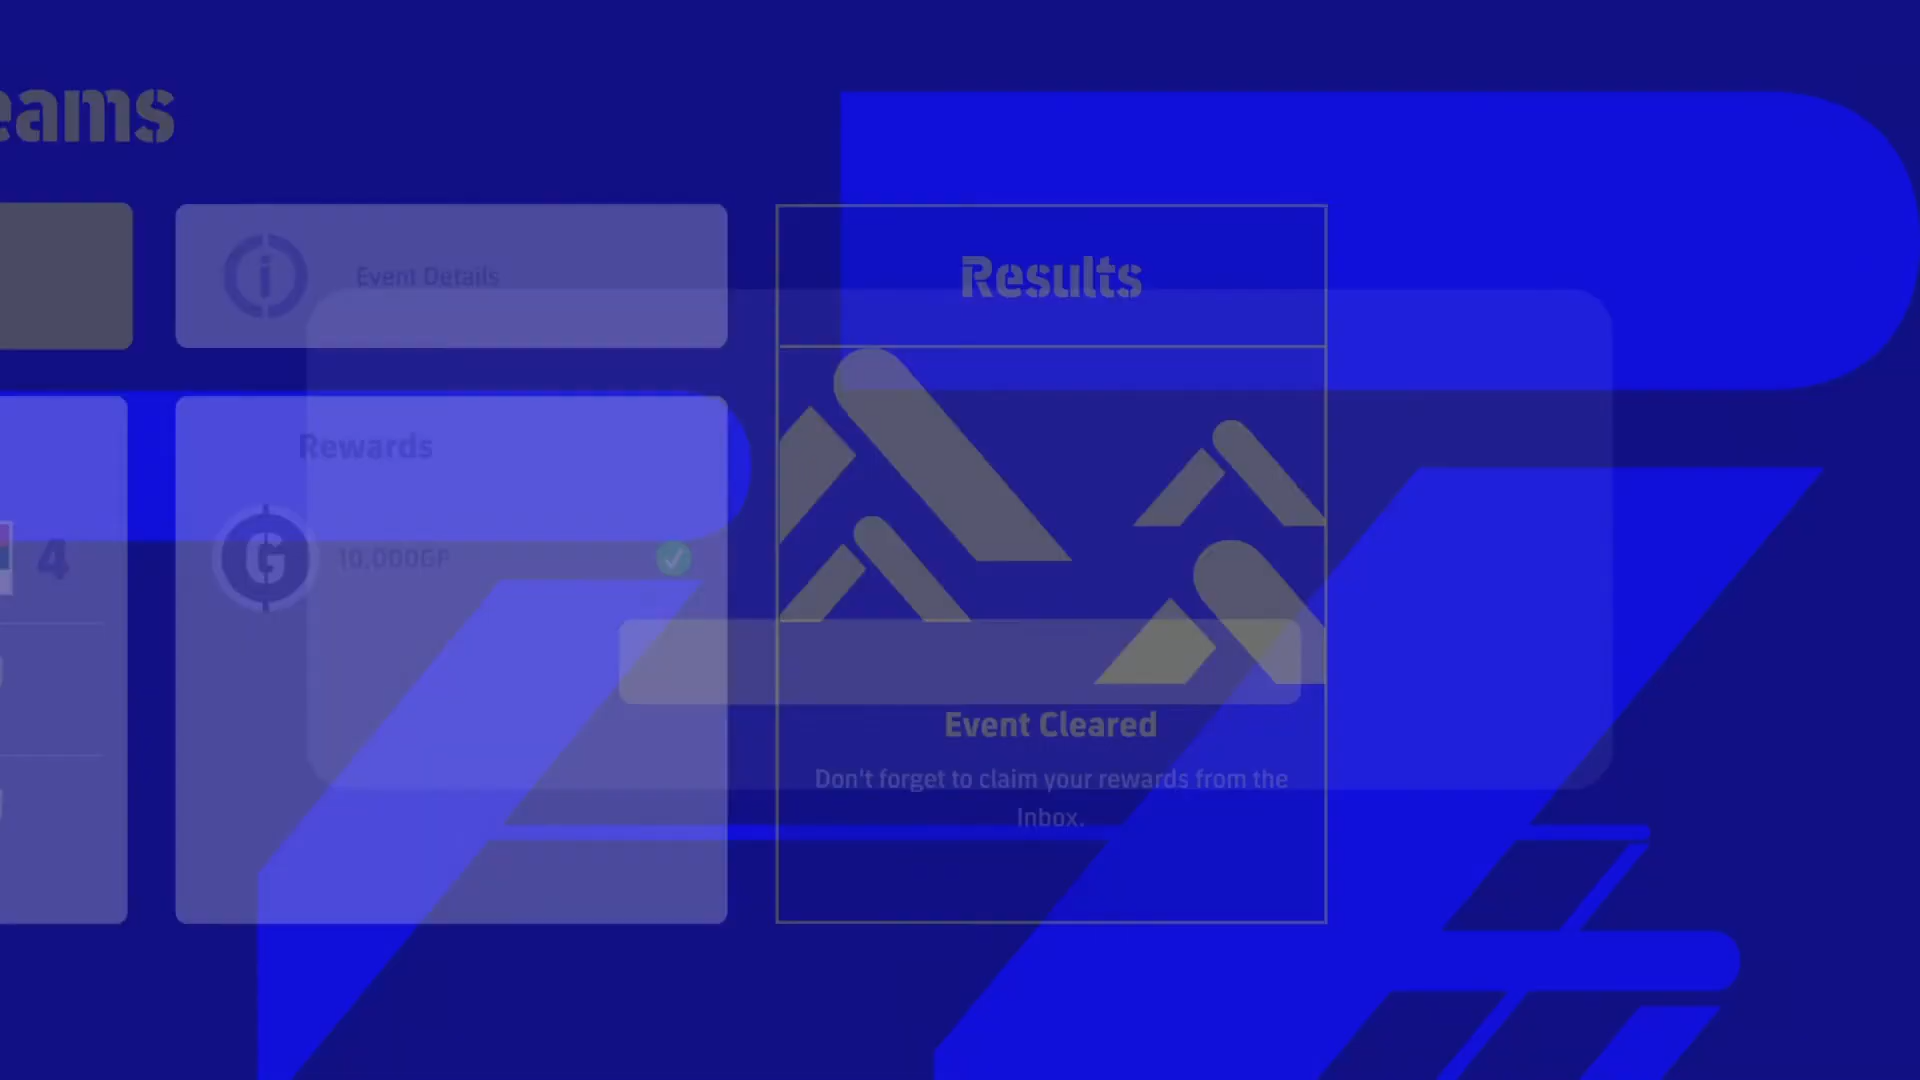 eams
Event Details
Results
Rewards
4
G
10,000GP
Event Cleared
Don't forget to claim your rewards from the
Inbox.